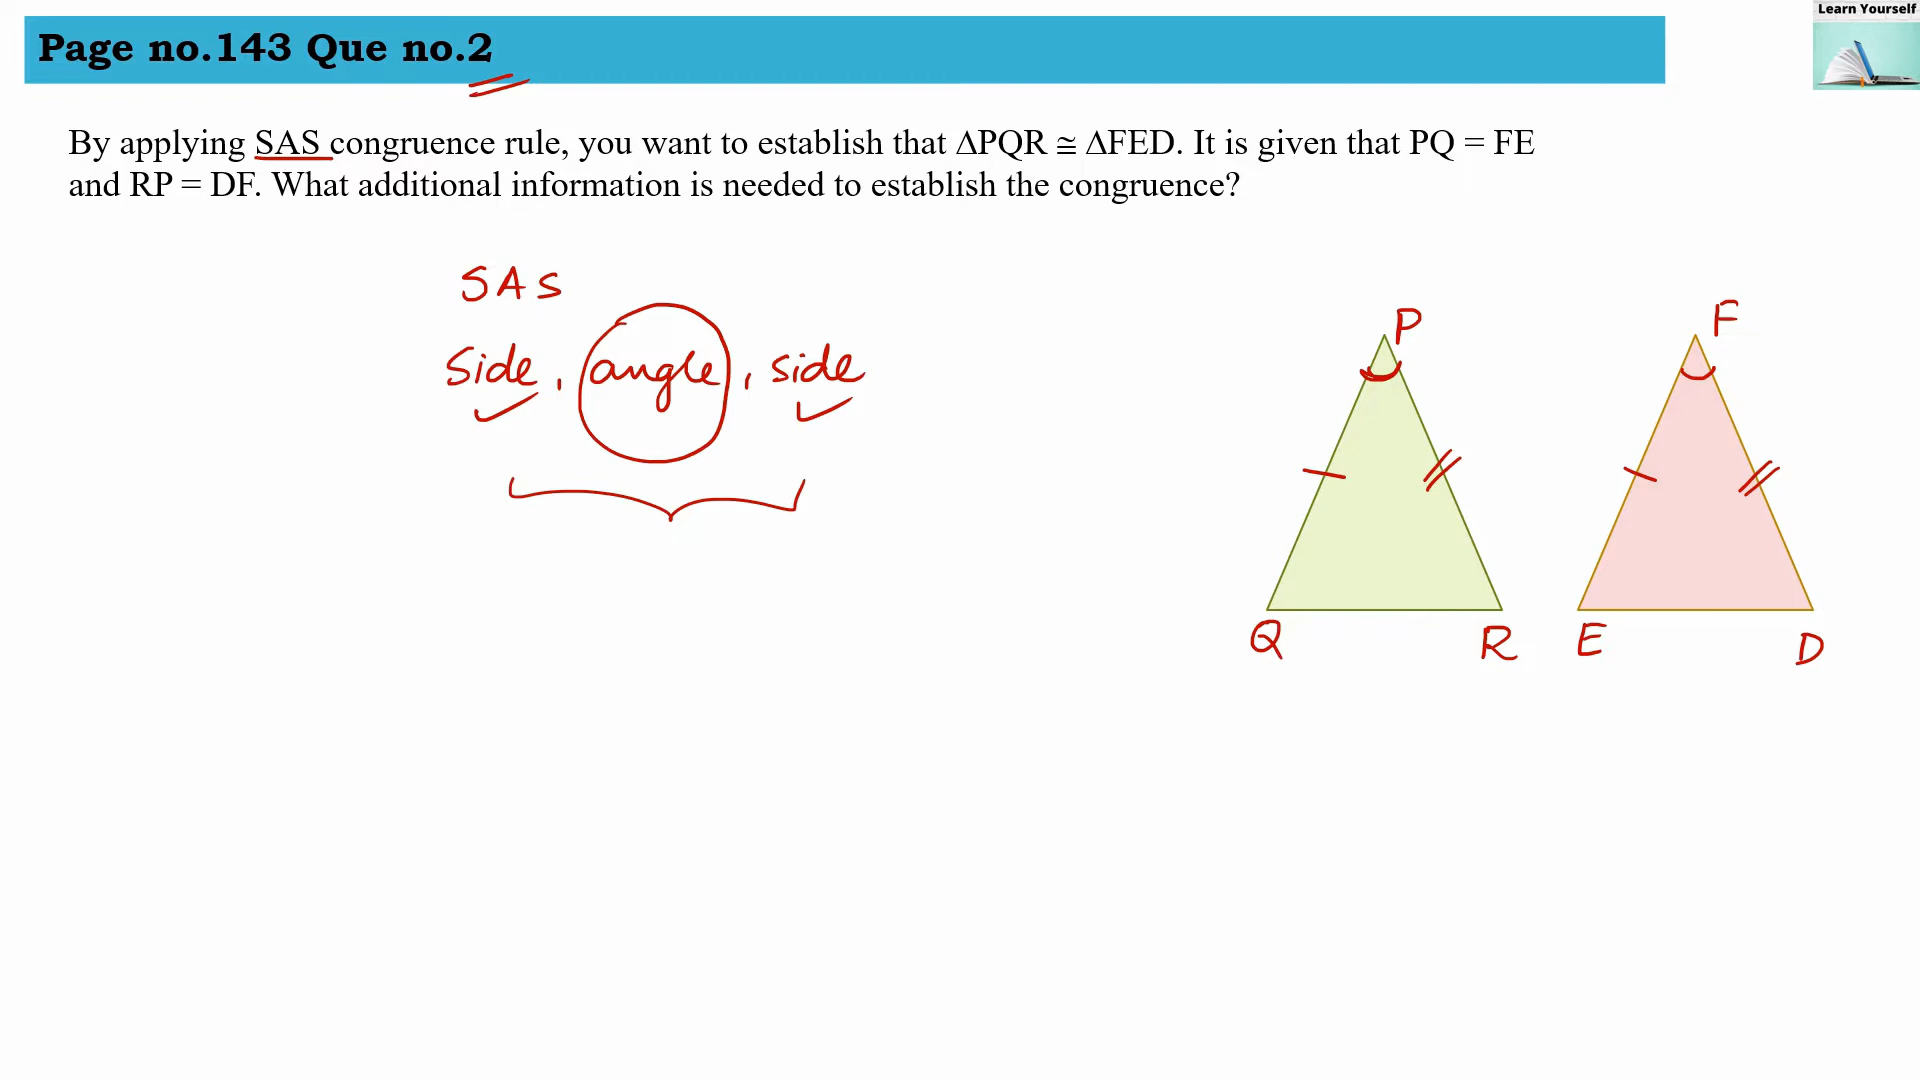 Learn Yourself
Page no.143 Que no.2
By applying SAS congruence rule, you want to establish that ΔPQR ≅ ΔFED. It is given that PQ = FE
and RP = DF. What additional information is needed to establish the congruence?
SAS
Side, angle, side
P
F
Q
R
E
D